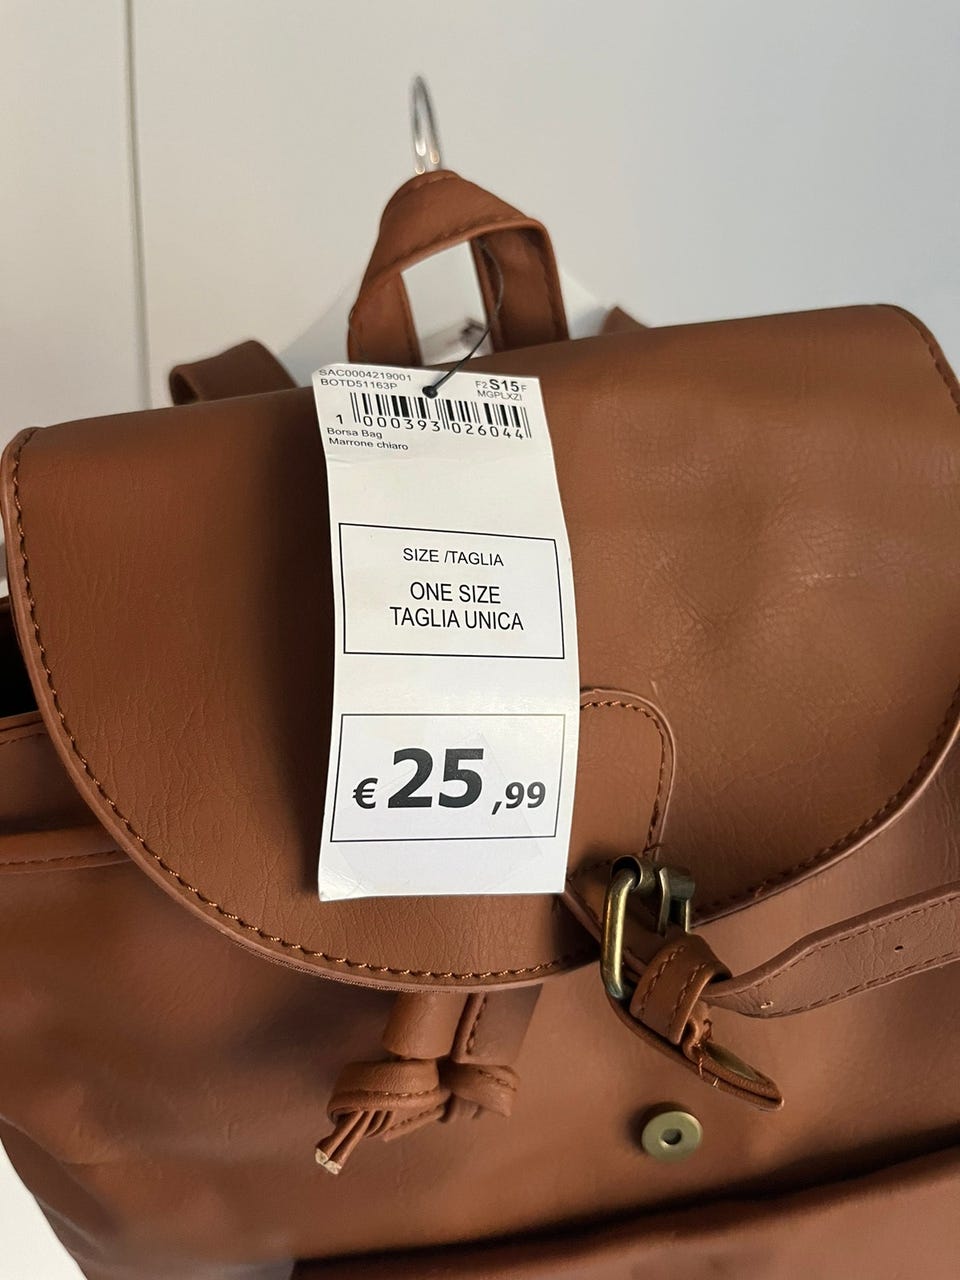 SAC0004219001
BOTD51163P
F2 S15 F
MGPLXZI
1 000393 026044
Borsa Bag
Marrone chiaro
SIZE /TAGLIA
ONE SIZE
TAGLIA UNICA
€ 25 ,99